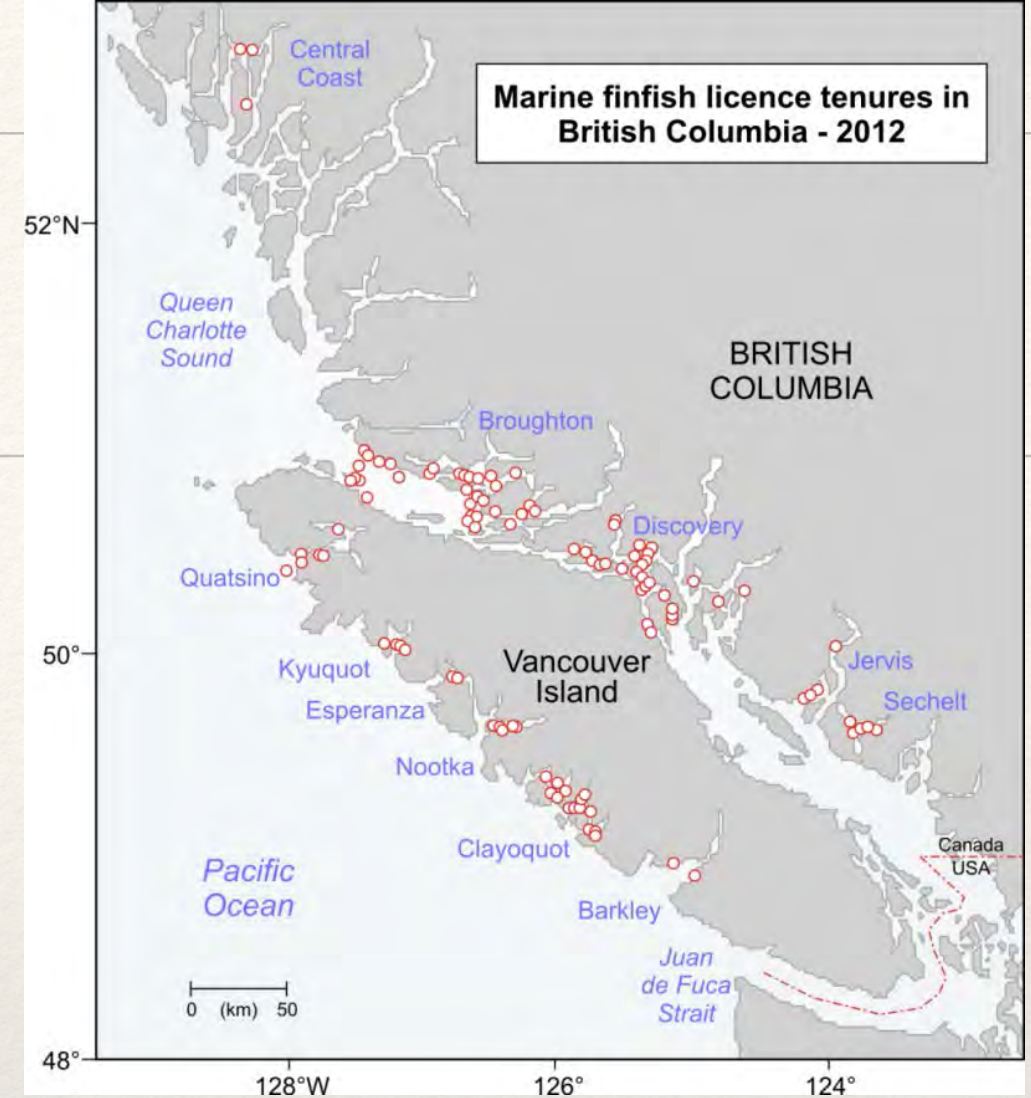 Central
Coast
Marine finfish licence tenures in
British Columbia - 2012
52°N
Queen
Charlotte
Sound
BRITISH
COLUMBIA
Broughton
Discovery
Quatsino
50°
Kyuquot
Vancouver
Island
Jervis
Esperanza
Sechelt
Nootka
Clayoquot
Canada
USA
Pacific
Ocean
Barkley
Juan
de Fuca
Strait
0 (km) 50
48°
128°W 126° 124°